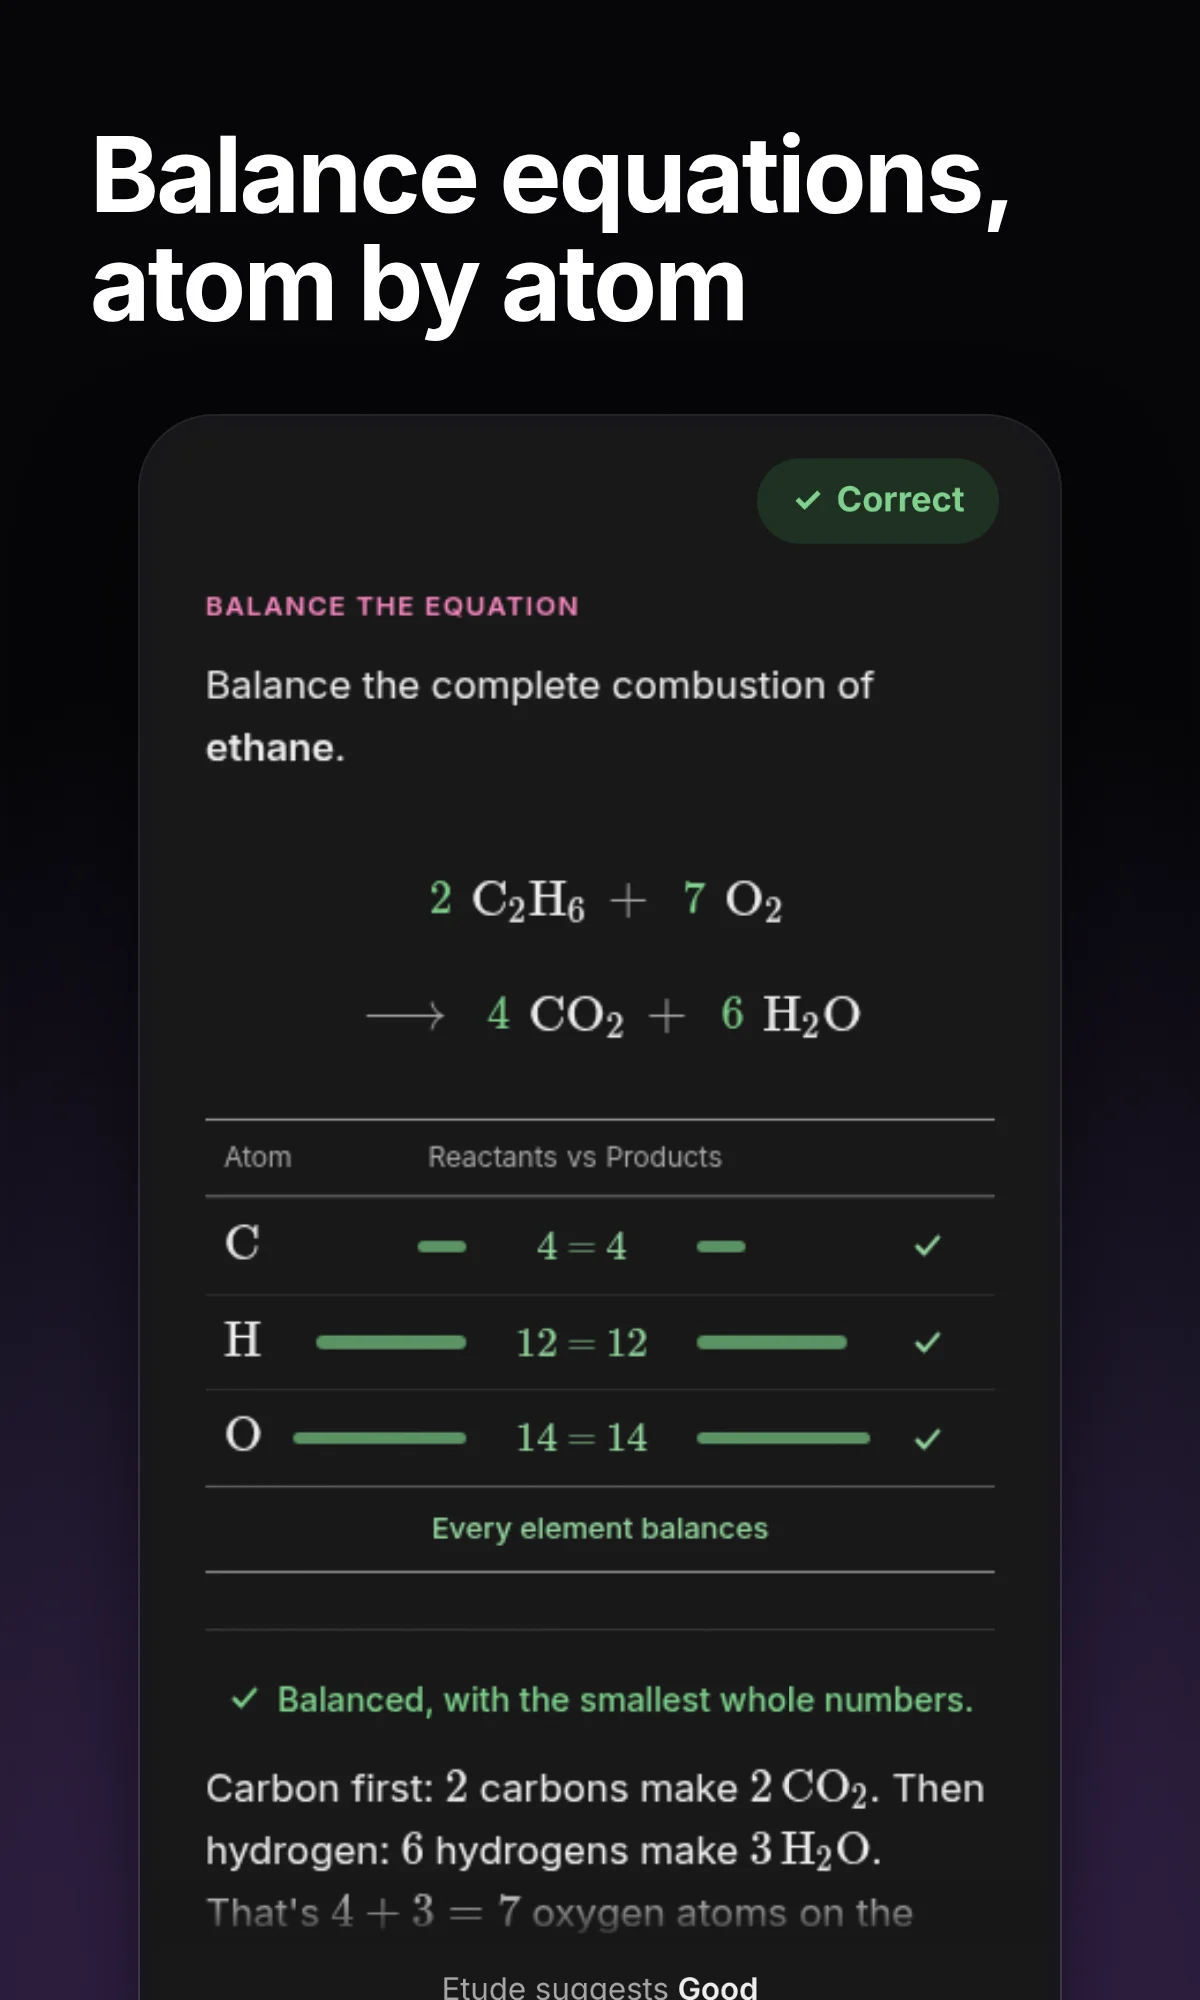 Balance equations,
atom by atom
✓ Correct
BALANCE THE EQUATION
Balance the complete combustion of
ethane.
2 C₂H₆ + 7 O₂
⟶ 4 CO₂ + 6 H₂O
Atom Reactants vs Products
C 4 = 4 ✓
H 12 = 12 ✓
O 14 = 14 ✓
Every element balances
✓ Balanced, with the smallest whole numbers.
Carbon first: 2 carbons make 2 CO₂. Then
hydrogen: 6 hydrogens make 3 H₂O.
That's 4 + 3 = 7 oxygen atoms on the
Etude suggests Good